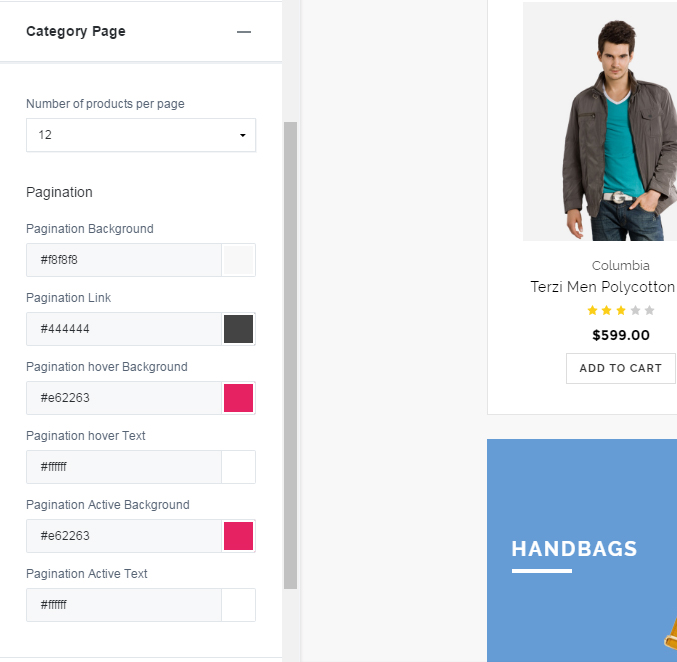 Category Page
Number of products per page
12
Pagination
Pagination Background
#f8f8f8
Pagination Link
#444444
Pagination hover Background
#e62263
Pagination hover Text
#ffffff
Pagination Active Background
#e62263
Pagination Active Text
#ffffff
Columbia
Terzi Men Polycotton
$599.00
ADD TO CART
HANDBAGS